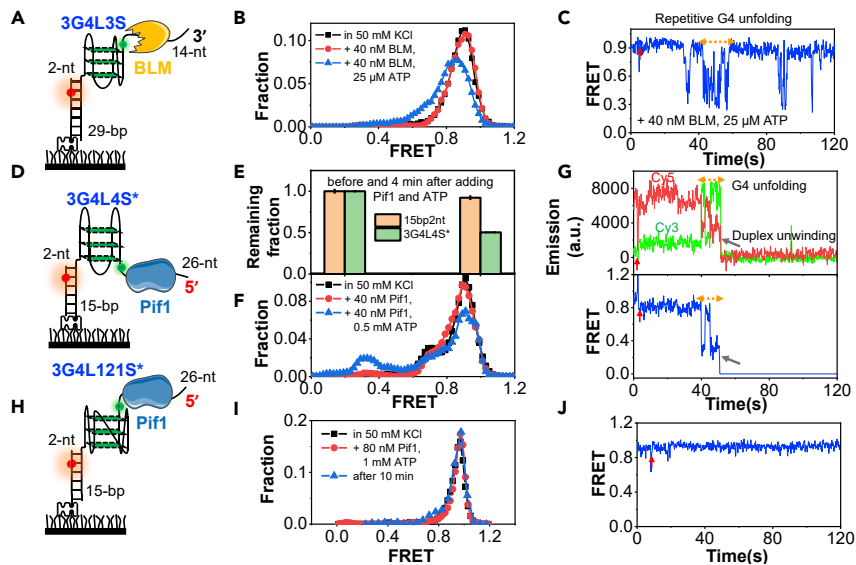 A
3G4L3S
3'
BLM
14-nt
2-nt
29-bp
B
Fraction
0.10
0.05
0.00
in 50 mM KCl
+ 40 nM BLM,
+ 40 nM BLM,
25 μM ATP
0.0 0.4 0.8 1.2
FRET
C
Repetitive G4 unfolding
FRET
0.9
0.6
0.3
0.0
+ 40 nM BLM, 25 μM ATP
0 40 80 120
Time(s)
D
3G4L4S*
2-nt
26-nt
5'
15-bp
Pif1
E
Remaining
fraction
1.0
0.5
0.0
before and 4 min after adding
Pif1 and ATP
15bp2nt
3G4L4S*
F
Fraction
0.08
0.04
0.00
in 50 mM KCl
+ 40 nM Pif1,
+ 40 nM Pif1,
0.5 mM ATP
0.0 0.4 0.8 1.2
FRET
G
Emission
(a.u.)
8000
4000
0
Cy5
Cy3
G4 unfolding
Duplex unwinding
FRET
1.2
0.8
0.4
0.0
0 40 80 120
Time(s)
H
3G4L121S*
26-nt
5'
Pif1
2-nt
15-bp
I
Fraction
0.2
0.1
0.0
in 50 mM KCl
+ 80 nM Pif1,
1 mM ATP
after 10 min
0.0 0.4 0.8 1.2
FRET
J
FRET
1.2
0.9
0.6
0.3
0.0
0 40 80 120
Time(s)